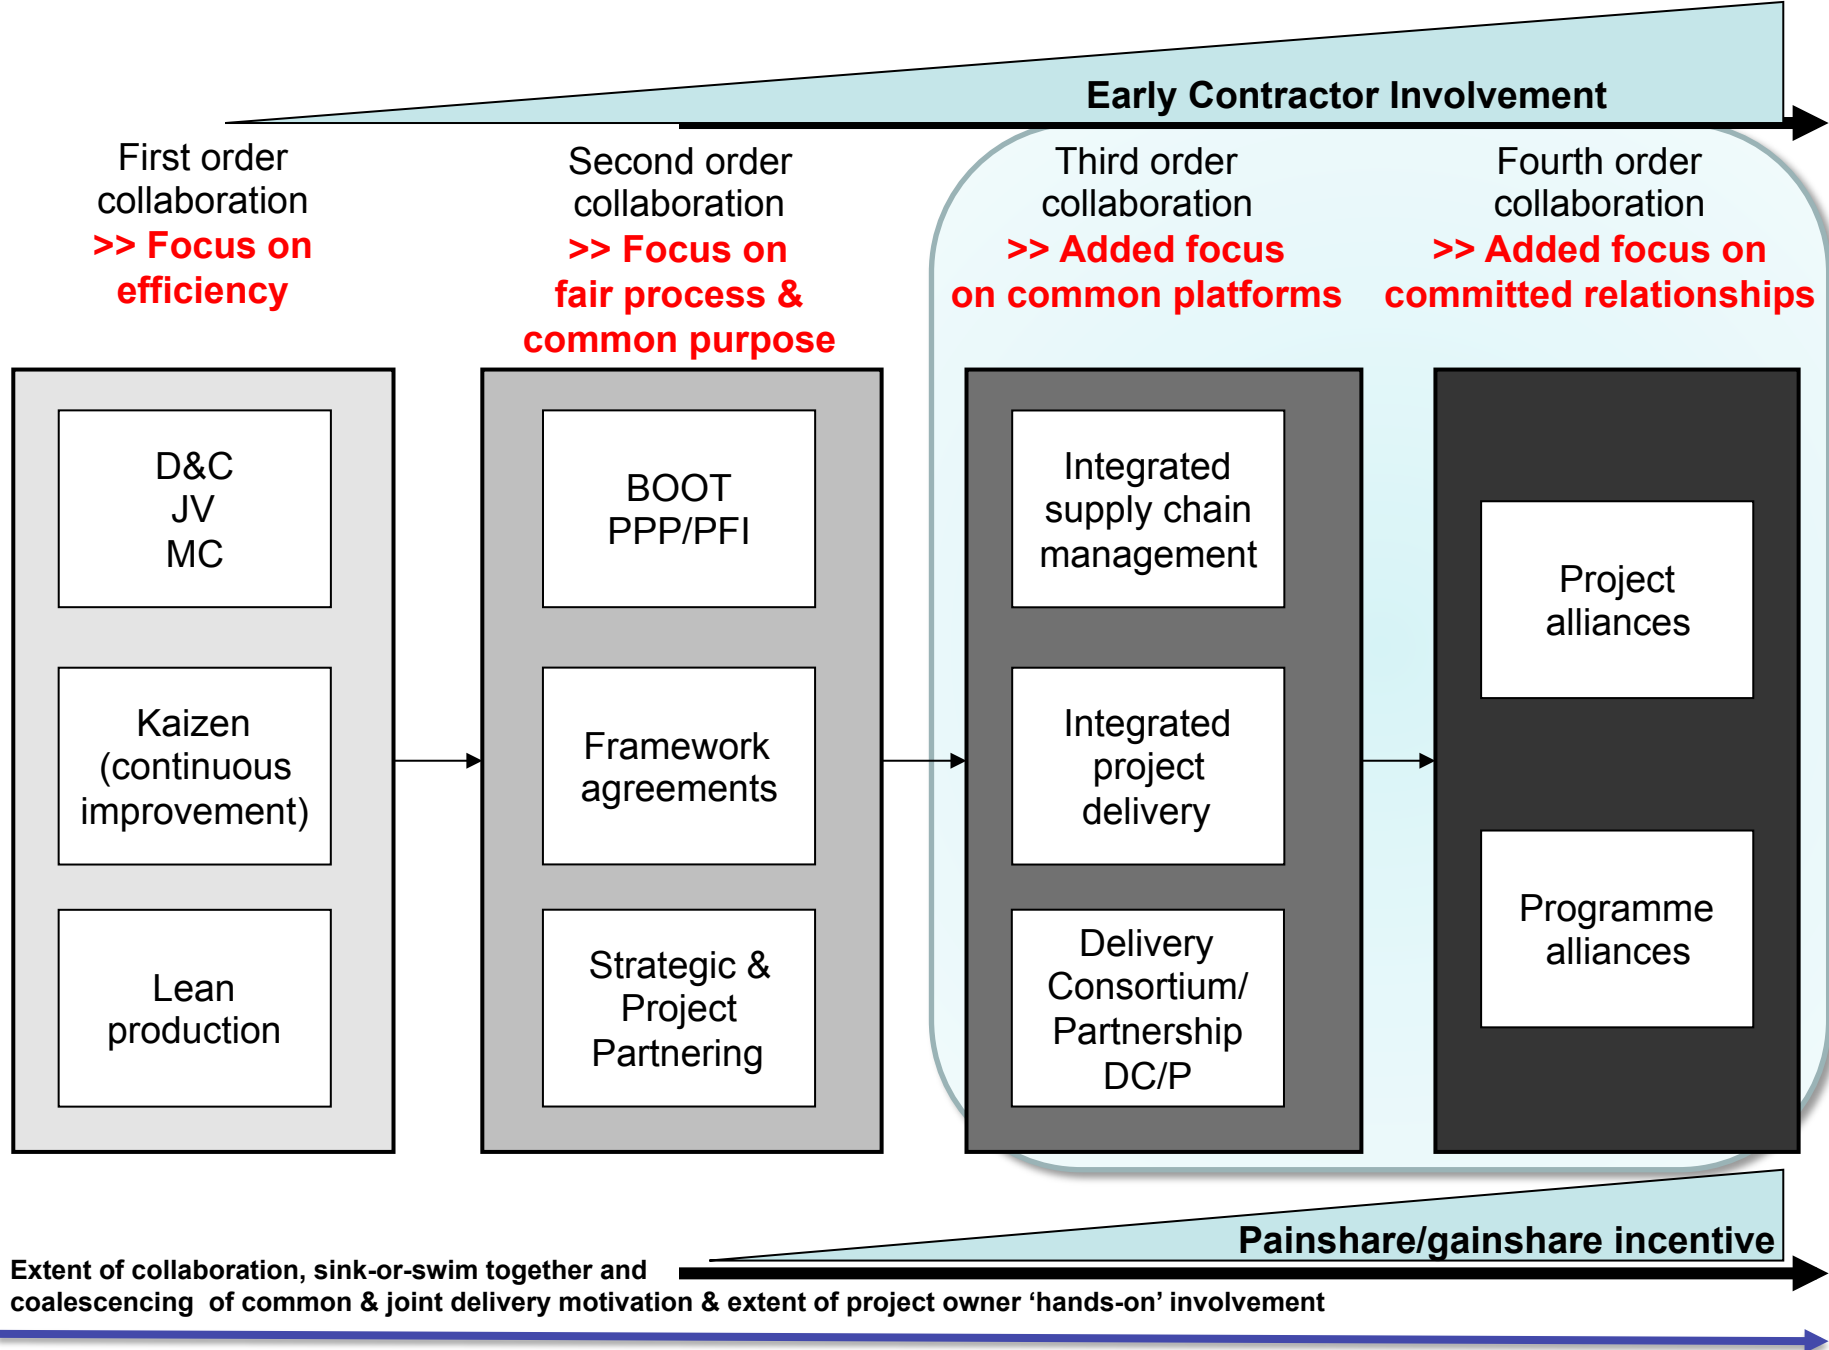 Early Contractor Involvement
First order
collaboration
>> Focus on
efficiency
Second order
collaboration
>> Focus on
fair process &
common purpose
Third order
collaboration
>> Added focus
on common platforms
Fourth order
collaboration
>> Added focus on
committed relationships
D&C
JV
MC
Kaizen
(continuous
improvement)
Lean
production
BOOT
PPP/PFI
Framework
agreements
Strategic &
Project
Partnering
Integrated
supply chain
management
Integrated
project
delivery
Delivery
Consortium/
Partnership
DC/P
Project
alliances
Programme
alliances
Painshare/gainshare incentive
Extent of collaboration, sink-or-swim together and
coalescencing of common & joint delivery motivation & extent of project owner ‘hands-on’ involvement